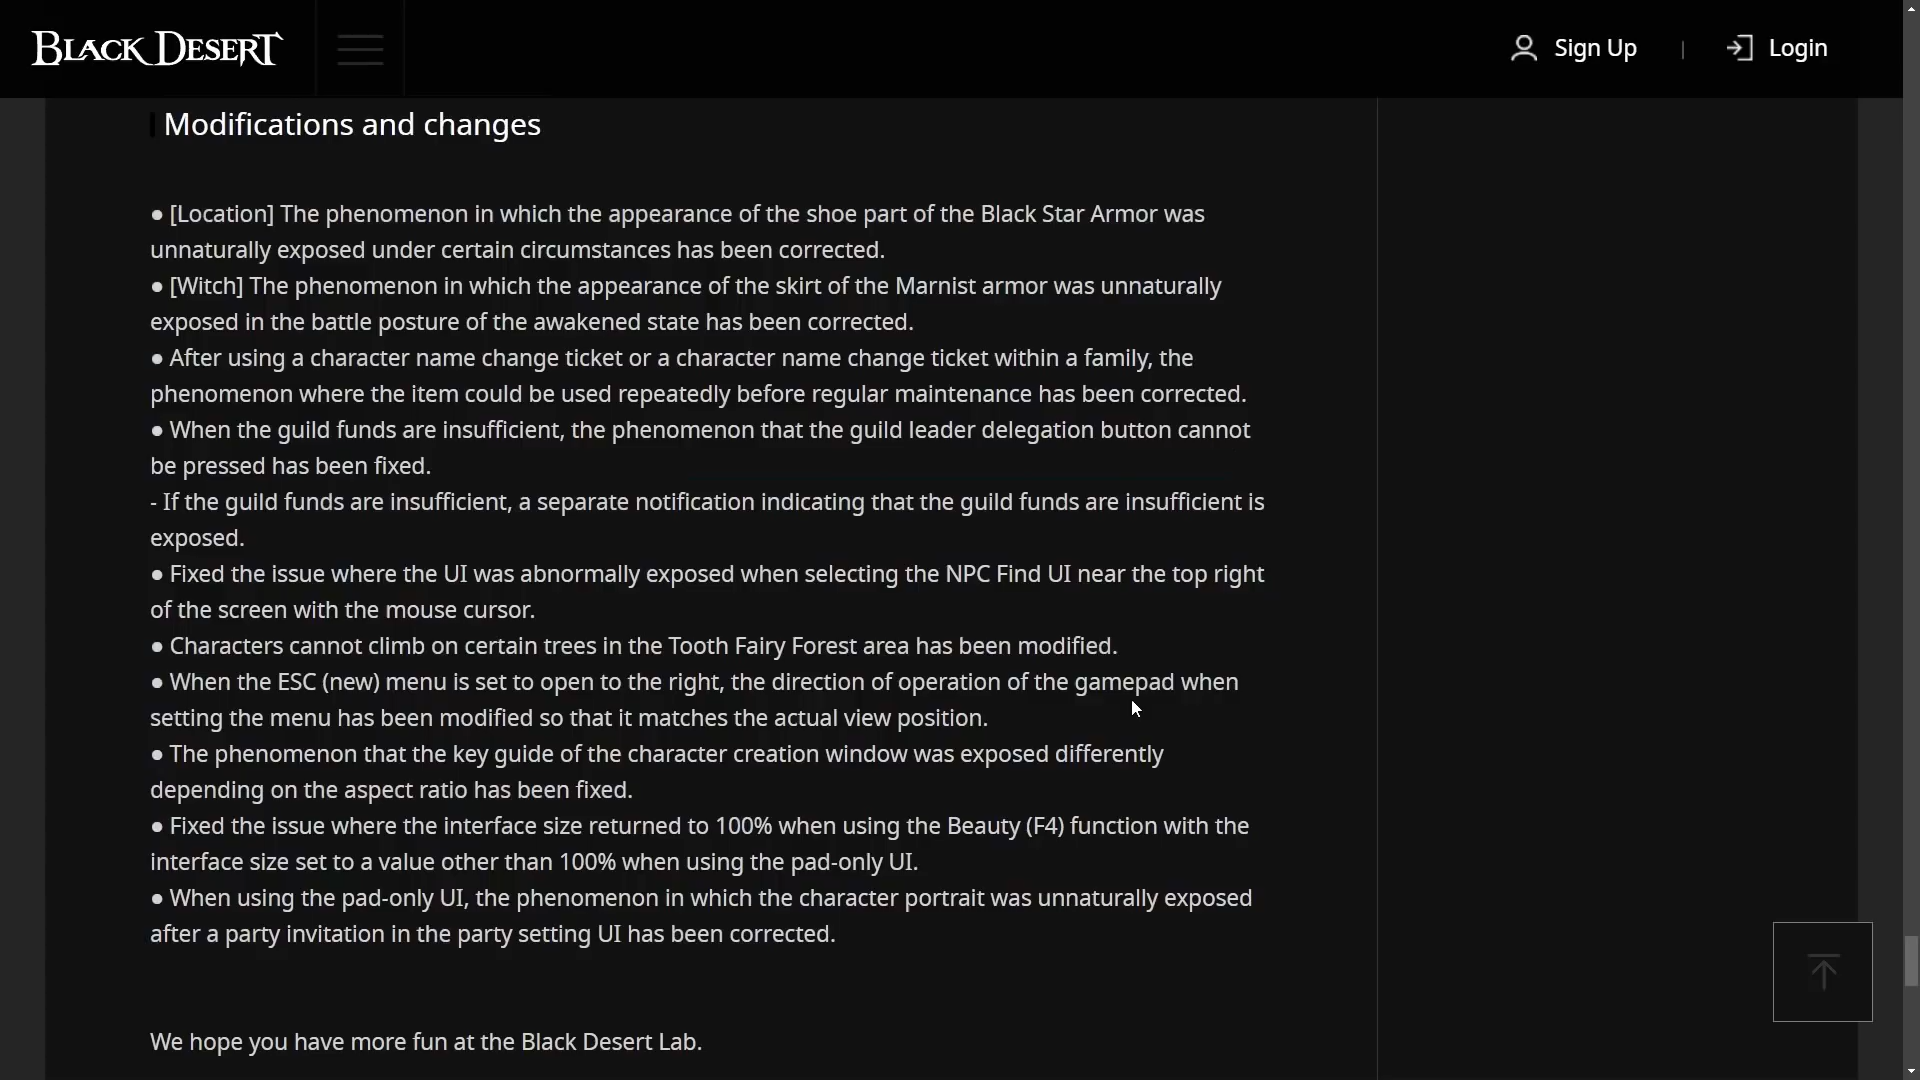 BLACK DESERT
Sign Up
Login
Modifications and changes
● [Location] The phenomenon in which the appearance of the shoe part of the Black Star Armor was
unnaturally exposed under certain circumstances has been corrected.
● [Witch] The phenomenon in which the appearance of the skirt of the Marnist armor was unnaturally
exposed in the battle posture of the awakened state has been corrected.
● After using a character name change ticket or a character name change ticket within a family, the
phenomenon where the item could be used repeatedly before regular maintenance has been corrected.
● When the guild funds are insufficient, the phenomenon that the guild leader delegation button cannot
be pressed has been fixed.
- If the guild funds are insufficient, a separate notification indicating that the guild funds are insufficient is
exposed.
● Fixed the issue where the UI was abnormally exposed when selecting the NPC Find UI near the top right
of the screen with the mouse cursor.
● Characters cannot climb on certain trees in the Tooth Fairy Forest area has been modified.
● When the ESC (new) menu is set to open to the right, the direction of operation of the gamepad when
setting the menu has been modified so that it matches the actual view position.
● The phenomenon that the key guide of the character creation window was exposed differently
depending on the aspect ratio has been fixed.
● Fixed the issue where the interface size returned to 100% when using the Beauty (F4) function with the
interface size set to a value other than 100% when using the pad-only UI.
● When using the pad-only UI, the phenomenon in which the character portrait was unnaturally exposed
after a party invitation in the party setting UI has been corrected.
We hope you have more fun at the Black Desert Lab.